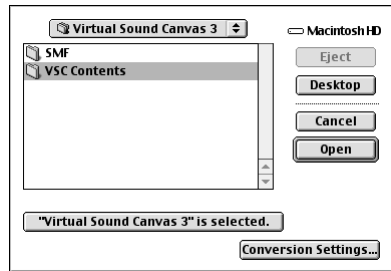 Virtual Sound Canvas 3
Macintosh HD
SMF
VSC Contents
Eject
Desktop
Cancel
Open
"Virtual Sound Canvas 3" is selected.
Conversion Settings...